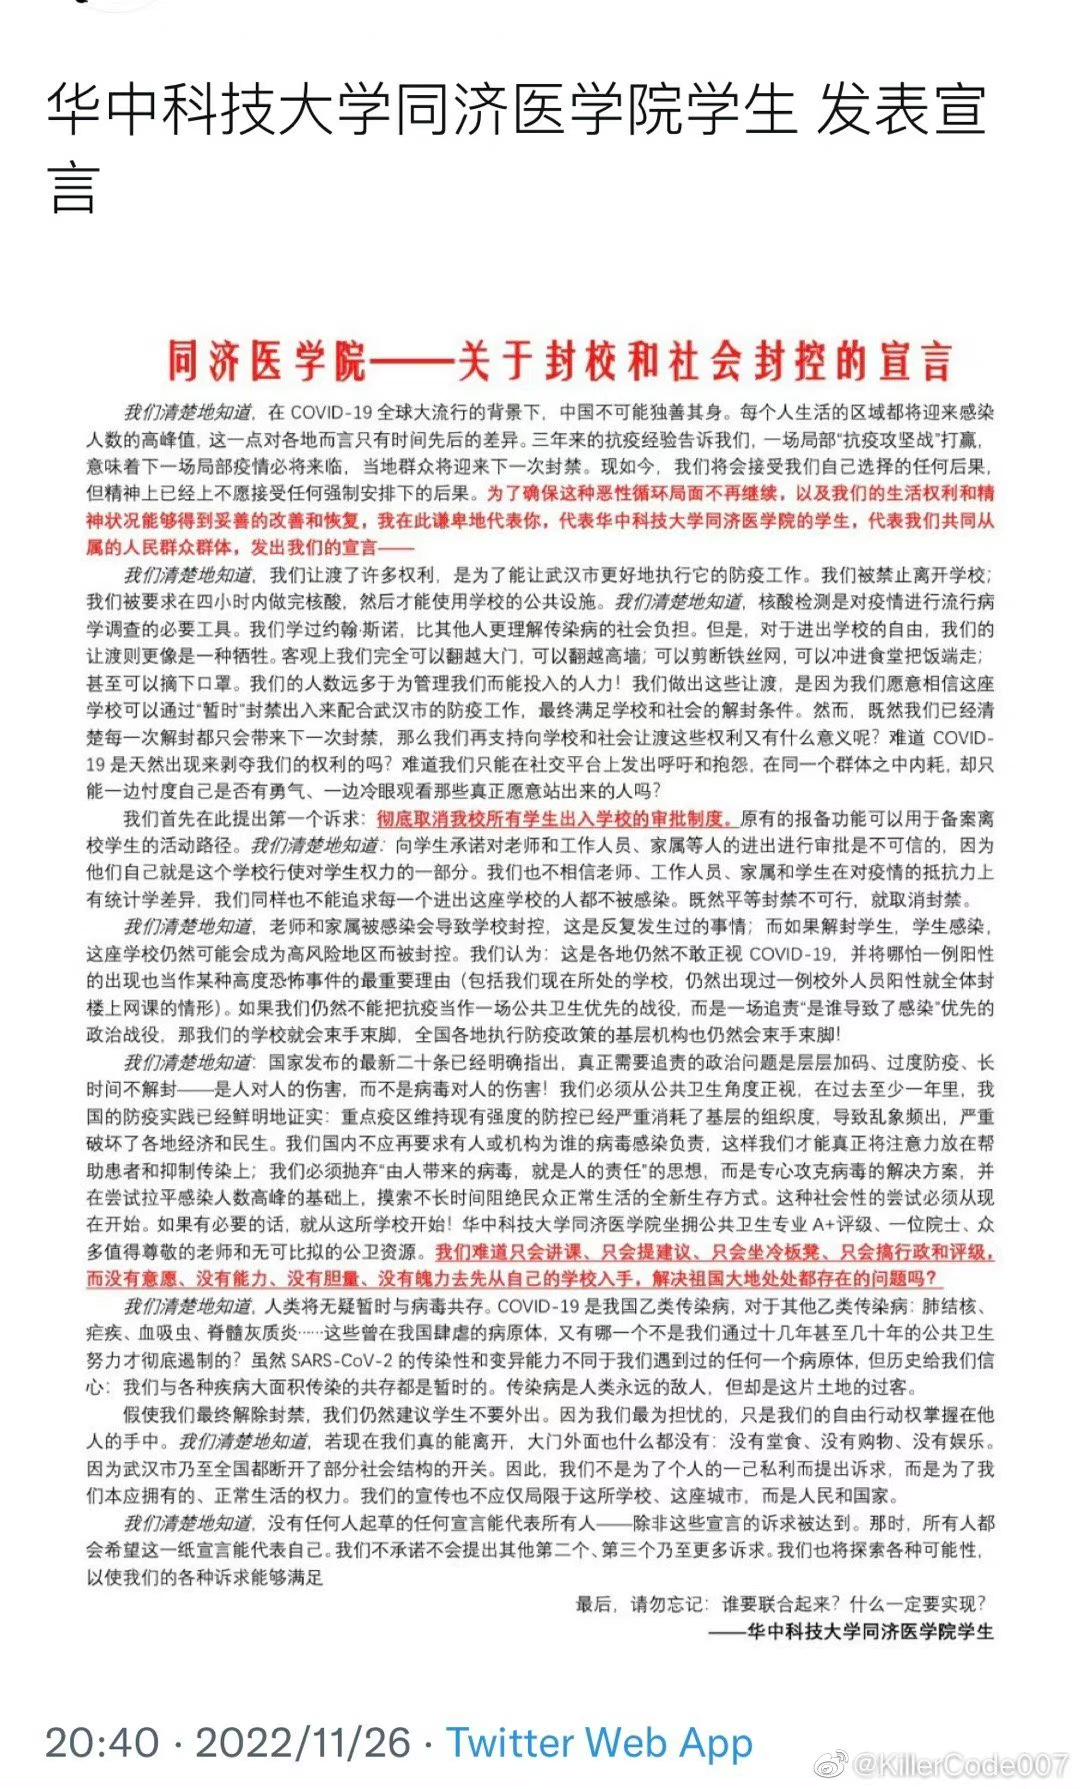 华中科技大学同济医学院学生 发表宣
言
同济医学院——关于封校和社会封控的宣言
我们清楚地知道，在 COVID-19 全球大流行的背景下，中国不可能独善其身。每个人生活的区域都将迎来感染
人数的高峰值，这一点对各地而言只有时间先后的差异。三年来的抗疫经验告诉我们，一场局部“抗疫攻坚战”打赢，
意味着下一场局部疫情必将来临，当地群众将迎来下一次封禁。现如今，我们将会接受我们自己选择的任何后果，
但精神上已经上不愿接受任何强制安排下的后果。为了确保这种恶性循环局面不再继续，以及我们的生活权利和精
神状况能够得到妥善的改善和恢复，我在此谦卑地代表你，代表华中科技大学同济医学院的学生，代表我们共同从
属的人民群众群体，发出我们的宣言——
我们清楚地知道，我们让渡了许多权利，是为了能让武汉市更好地执行它的防疫工作。我们被禁止离开学校；
我们被要求在四小时内做完核酸，然后才能使用学校的公共设施。我们清楚地知道，核酸检测是对疫情进行流行病
学调查的必要工具。我们学过约翰·斯诺，比其他人更理解传染病的社会负担。但是，对于进出学校的自由，我们的
让渡则更像是一种牺牲。客观上我们完全可以翻越大门，可以翻越高墙；可以剪断铁丝网，可以冲进食堂把饭端走；
甚至可以摘下口罩。我们的人数远多于为管理我们而能投入的人力！我们做出这些让渡，是因为我们愿意相信这座
学校可以通过“暂时”封禁出入来配合武汉市的防疫工作，最终满足学校和社会的解封条件。然而，既然我们已经清
楚每一次解封都只会带来下一次封禁，那么我们再支持向学校和社会让渡这些权利又有什么意义呢？难道 COVID-
19 是天然出现来剥夺我们的权利的吗？难道我们只能在社交平台上发出呼吁和抱怨，在同一个群体之中内耗，却只
能一边忖度自己是否有勇气、一边冷眼观看那些真正愿意站出来的人吗？
我们首先在此提出第一个诉求：彻底取消我校所有学生出入学校的审批制度。原有的报备功能可以用于备案离
校学生的活动路径。我们清楚地知道：向学生承诺对老师和工作人员、家属等人的进出进行审批是不可信的，因为
他们自己就是这个学校行使对学生权力的一部分。我们也不相信老师、工作人员、家属和学生在对疫情的抵抗力上
有统计学差异，我们同样也不能追求每一个进出这座学校的人都不被感染。既然平等封禁不可行，就取消封禁。
我们清楚地知道，老师和家属被感染会导致学校封控，这是反复发生过的事情；而如果解封学生，学生感染，
这座学校仍然可能会成为高风险地区而被封控。我们认为：这是各地仍然不敢正视 COVID-19，并将哪怕一例阳性
的出现也当作某种高度恐怖事件的最重要理由（包括我们现在所处的学校，仍然出现过一例校外人员阳性就全体封
楼上网课的情形）。如果我们仍然不能把抗疫当作一场公共卫生优先的战役，而是一场追责“是谁导致了感染”优先的
政治战役，那我们的学校就会束手束脚，全国各地执行防疫政策的基层机构也仍然会束手束脚！
我们清楚地知道：国家发布的最新二十条已经明确指出，真正需要追责的政治问题是层层加码、过度防疫、长
时间不解封——是人对人的伤害，而不是病毒对人的伤害！我们必须从公共卫生角度正视，在过去至少一年里，我
国的防疫实践已经鲜明地证实：重点疫区维持现有强度的防控已经严重消耗了基层的组织度，导致乱象频出，严重
破坏了各地经济和民生。我们国内不应再要求有人或机构为谁的病毒感染负责，这样我们才能真正将注意力放在帮
助患者和抑制传染上；我们必须抛弃“由人带来的病毒，就是人的责任”的思想，而是专心攻克病毒的解决方案，并
在尝试拉平感染人数高峰的基础上，摸索不长时间阻绝民众正常生活的全新生存方式。这种社会性的尝试必须从现
在开始。如果有必要的话，就从这所学校开始！华中科技大学同济医学院坐拥公共卫生专业 A+评级、一位院士、众
多值得尊敬的老师和无可比拟的公卫资源。我们难道只会讲课、只会提建议、只会坐冷板凳、只会搞行政和评级，
而没有意愿、没有能力、没有胆量、没有魄力去先从自己的学校入手，解决祖国大地处处都存在的问题吗？
我们清楚地知道，人类将无疑暂时与病毒共存。COVID-19 是我国乙类传染病，对于其他乙类传染病：肺结核、
疟疾、血吸虫、脊髓灰质炎……这些曾在我国肆虐的病原体，又有哪一个不是我们通过十几年甚至几十年的公共卫生
努力才彻底遏制的？虽然 SARS-CoV-2 的传染性和变异能力不同于我们遇到过的任何一个病原体，但历史给我们信
心：我们与各种疾病大面积传染的共存都是暂时的。传染病是人类永远的敌人，但却是这片土地的过客。
假使我们最终解除封禁，我们仍然建议学生不要外出。因为我们最为担忧的，只是我们的自由行动权掌握在他
人的手中。我们清楚地知道，若现在我们真的能离开，大门外面也什么都没有：没有堂食、没有购物、没有娱乐。
因为武汉市乃至全国都断开了部分社会结构的开关。因此，我们不是为了个人的一己私利而提出诉求，而是为了我
们本应拥有的、正常生活的权力。我们的宣传也不应仅局限于这所学校、这座城市，而是人民和国家。
我们清楚地知道，没有任何人起草的任何宣言能代表所有人——除非这些宣言的诉求被达到。那时，所有人都
会希望这一纸宣言能代表自己。我们不承诺不会提出其他第二个、第三个乃至更多诉求。我们也将探索各种可能性，
以使我们的各种诉求能够满足
最后，请勿忘记：谁要联合起来？什么一定要实现？
——华中科技大学同济医学院学生
20:40 · 2022/11/26 · Twitter Web App
@KillerCode007